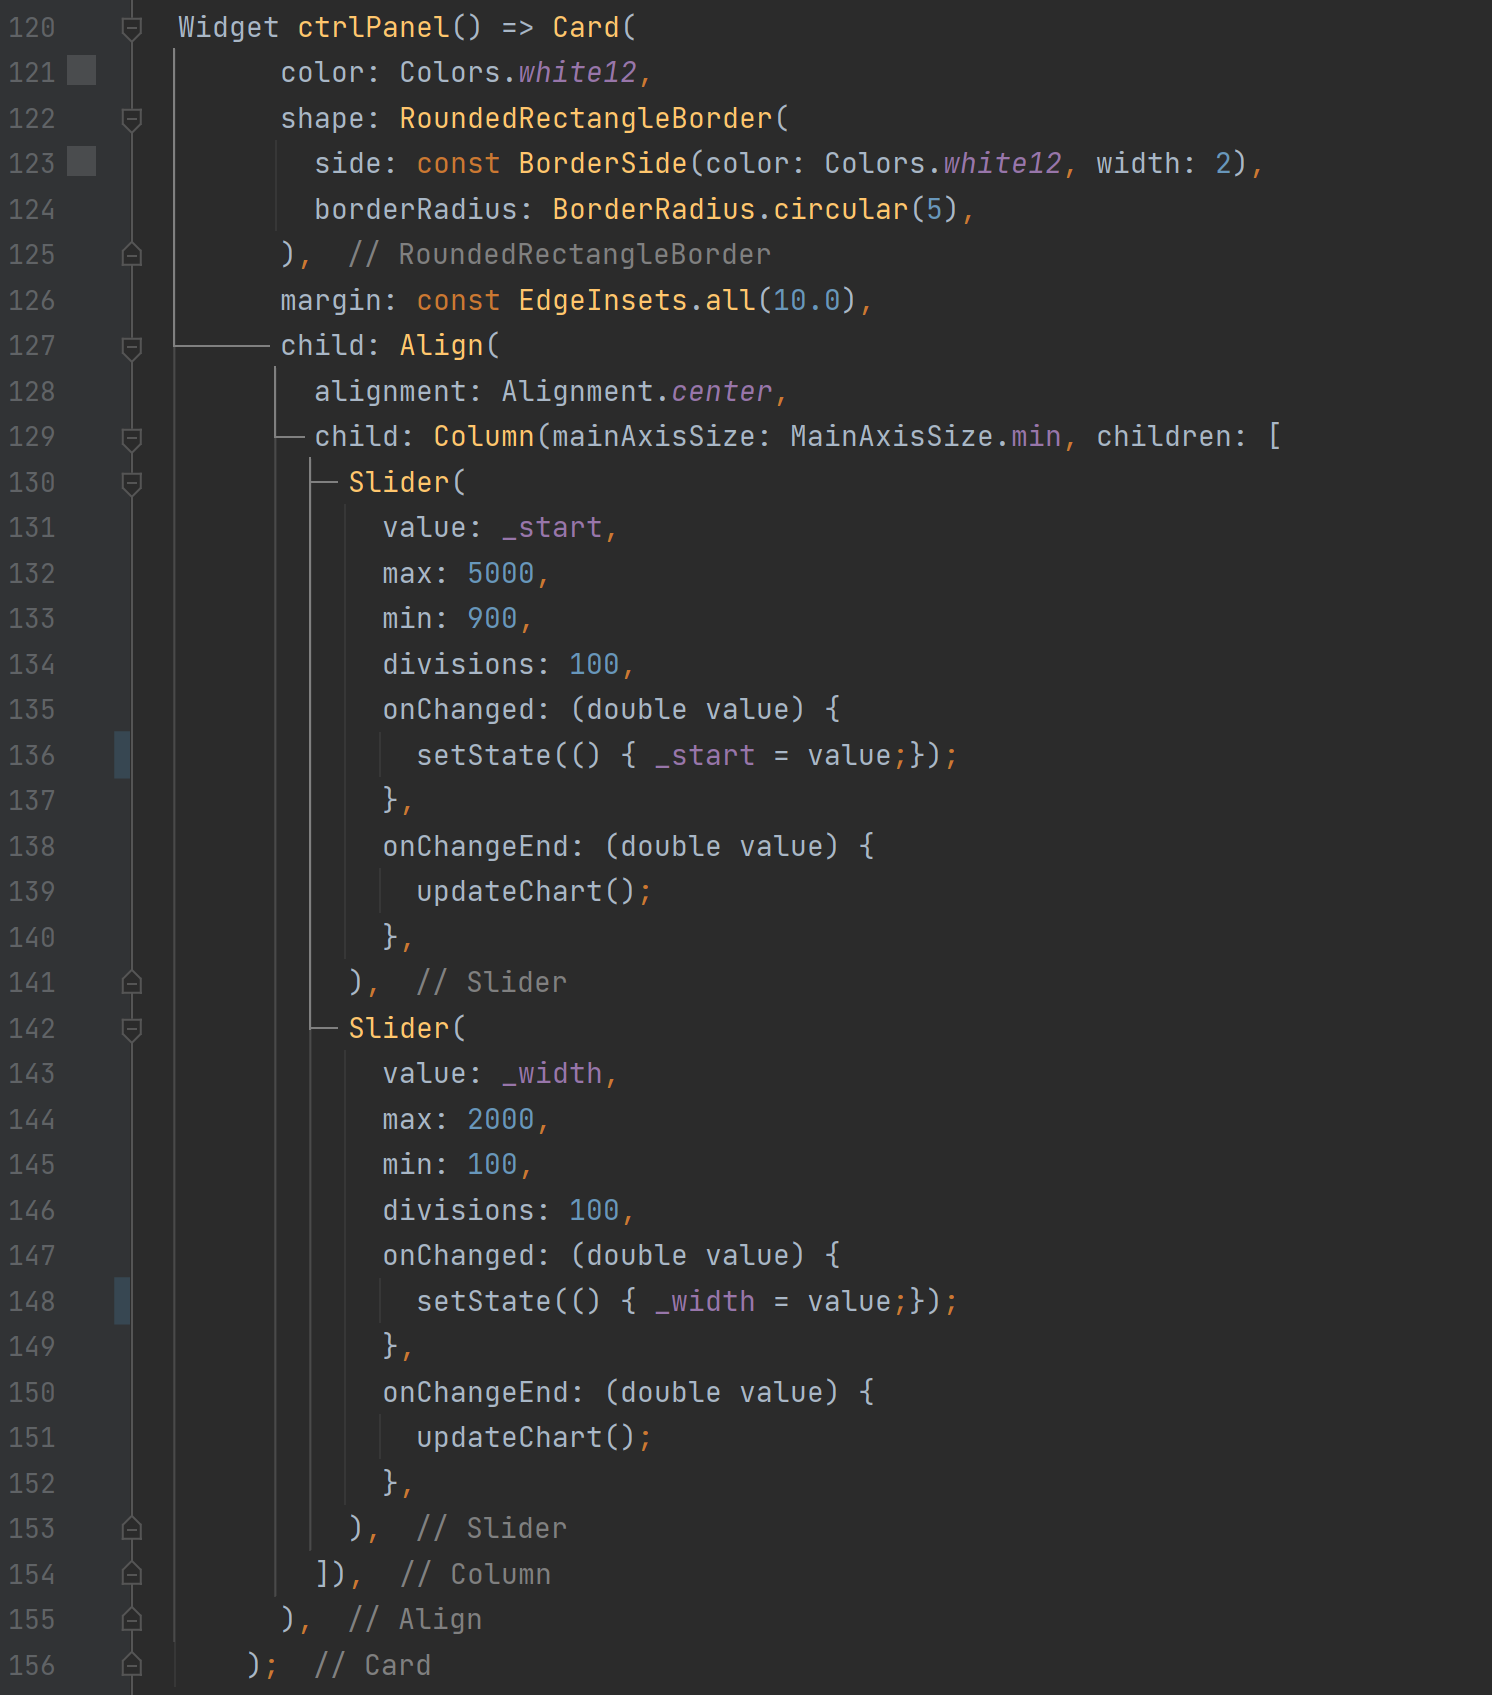 120 Widget ctrlPanel() => Card(
121 color: Colors.white12,
122 shape: RoundedRectangleBorder(
123 side: const BorderSide(color: Colors.white12, width: 2),
124 borderRadius: BorderRadius.circular(5),
125 ), // RoundedRectangleBorder
126 margin: const EdgeInsets.all(10.0),
127 child: Align(
128 alignment: Alignment.center,
129 child: Column(mainAxisSize: MainAxisSize.min, children: [
130 Slider(
131 value: _start,
132 max: 5000,
133 min: 900,
134 divisions: 100,
135 onChanged: (double value) {
136 setState(() { _start = value;});
137 },
138 onChangeEnd: (double value) {
139 updateChart();
140 },
141 ), // Slider
142 Slider(
143 value: _width,
144 max: 2000,
145 min: 100,
146 divisions: 100,
147 onChanged: (double value) {
148 setState(() { _width = value;});
149 },
150 onChangeEnd: (double value) {
151 updateChart();
152 },
153 ), // Slider
154 ]), // Column
155 ), // Align
156 ); // Card